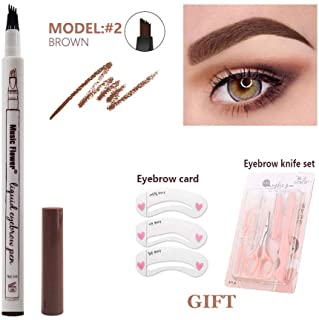 MODEL:#2
BROWN
Music Flower®
liquid eyebrow pen
Eyebrow card
Eyebrow knife set
GIFT